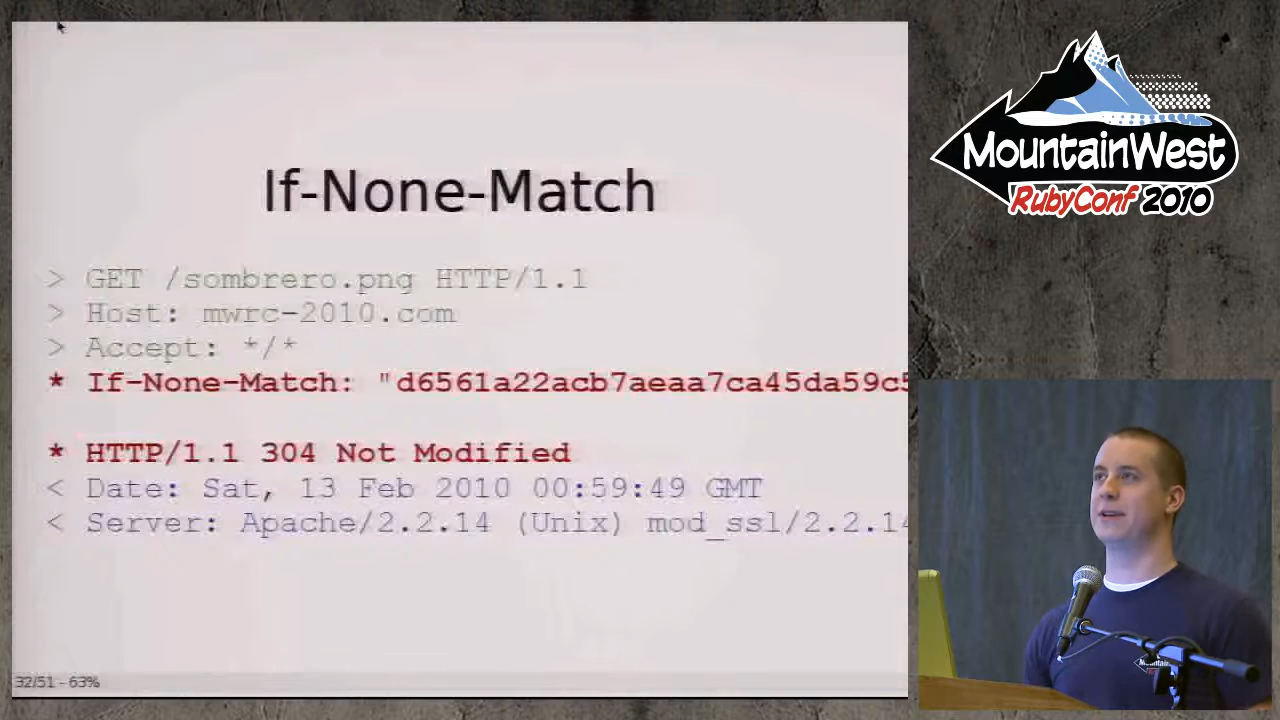 If-None-Match
> GET /sombrero.png HTTP/1.1
> Host: mwrc-2010.com
> Accept: */*
* If-None-Match: "d6561a22acb7aeaa7ca45da59c5
* HTTP/1.1 304 Not Modified
< Date: Sat, 13 Feb 2010 00:59:49 GMT
< Server: Apache/2.2.14 (Unix) mod_ssl/2.2.14
32/51 - 63%
MountainWest
RubyConf 2010